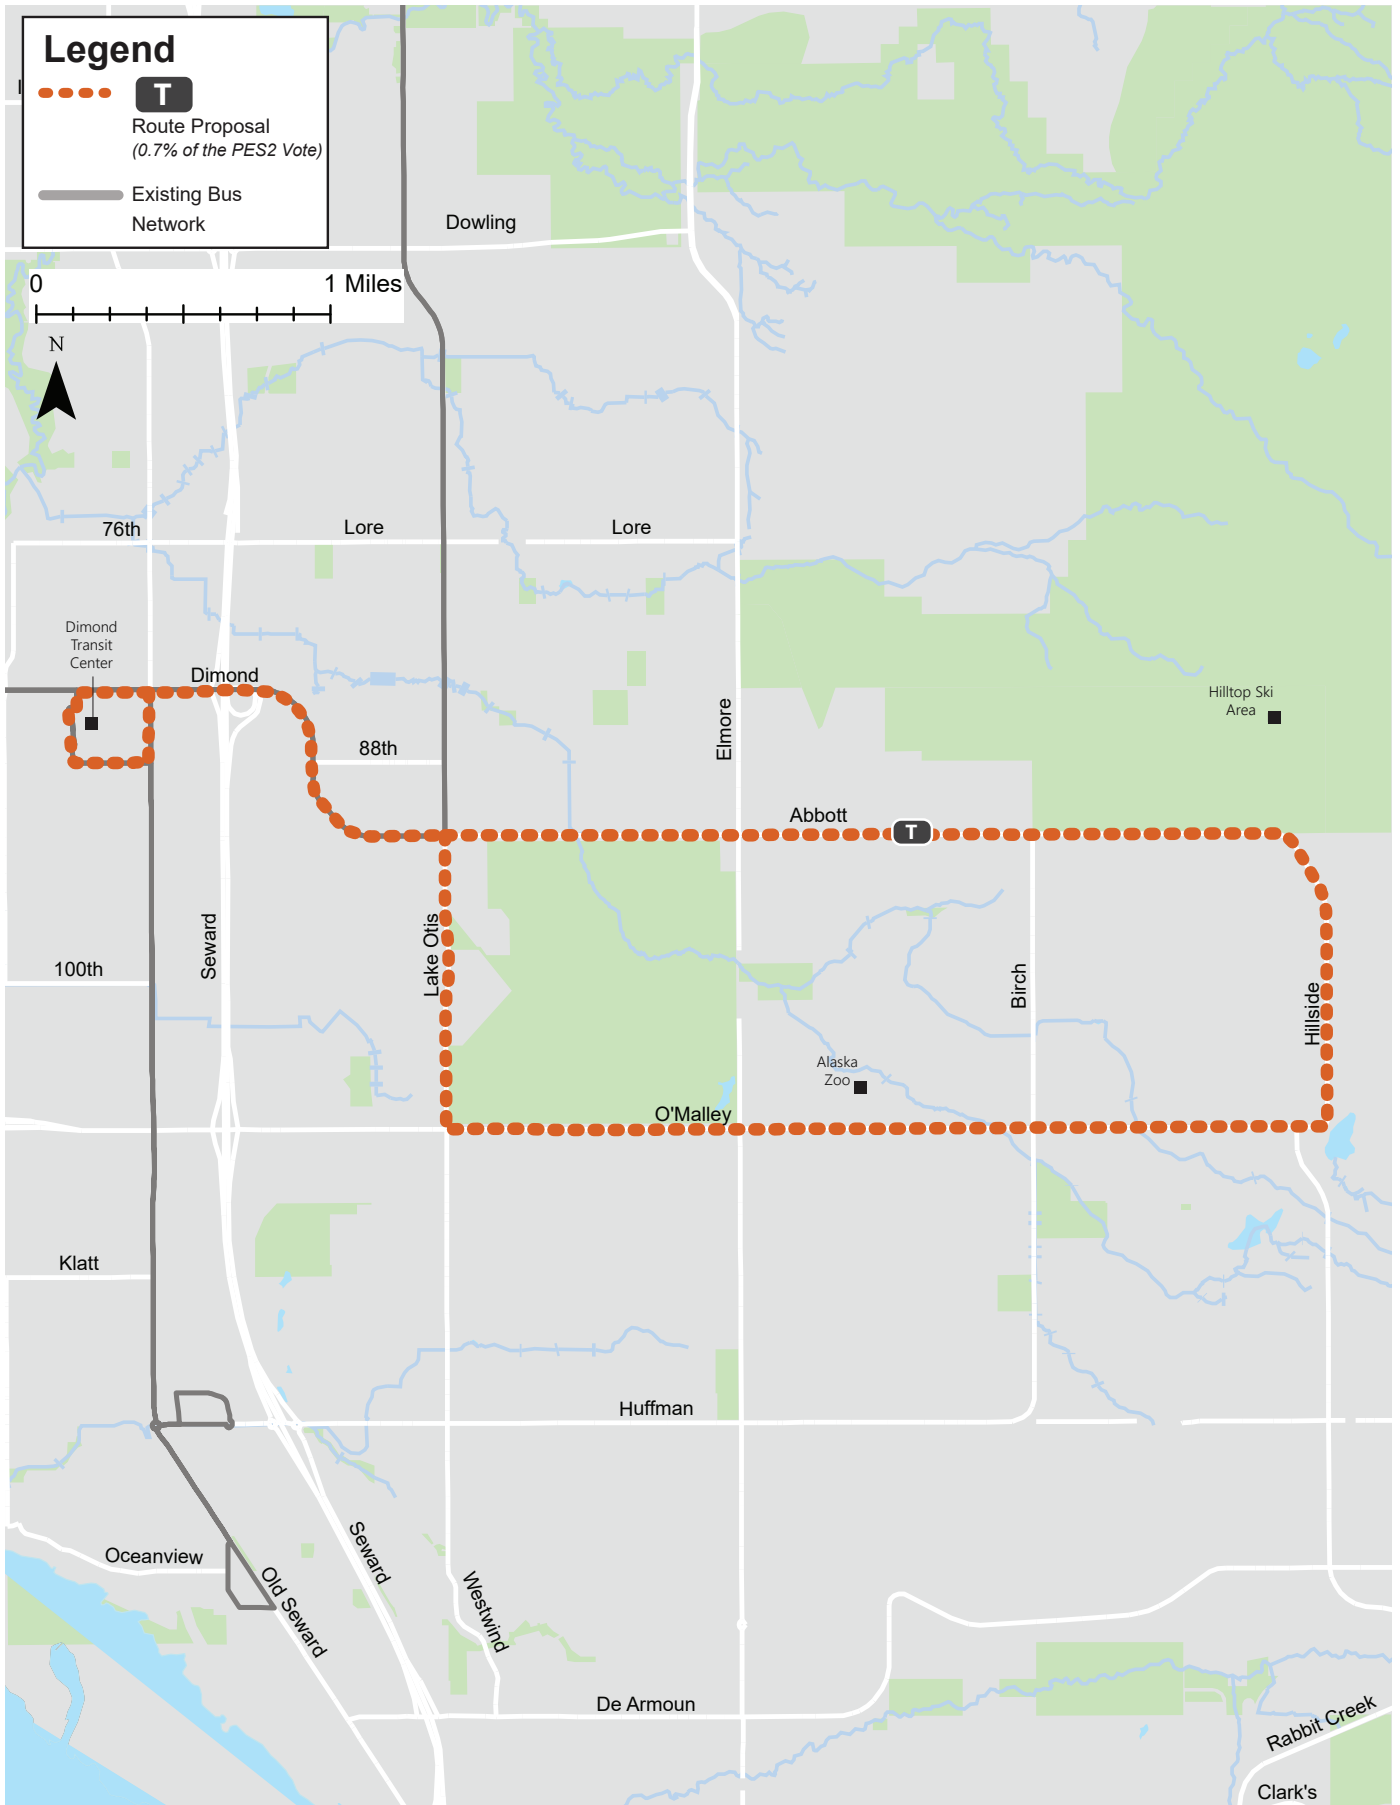 Legend
T
Route Proposal
(0.7% of the PES2 Vote)
Existing Bus
Network
Dowling
0
1 Miles
N
76th
Lore
Lore
Dimond
Transit
Center
Dimond
Hilltop Ski
Area
88th
Elmore
Abbott
T
Seward
Lake Otis
100th
Birch
Hillside
Alaska
Zoo
O'Malley
Klatt
Huffman
Oceanview
Seward
Old Seward
Westwind
De Armoun
Rabbit Creek
Clark's